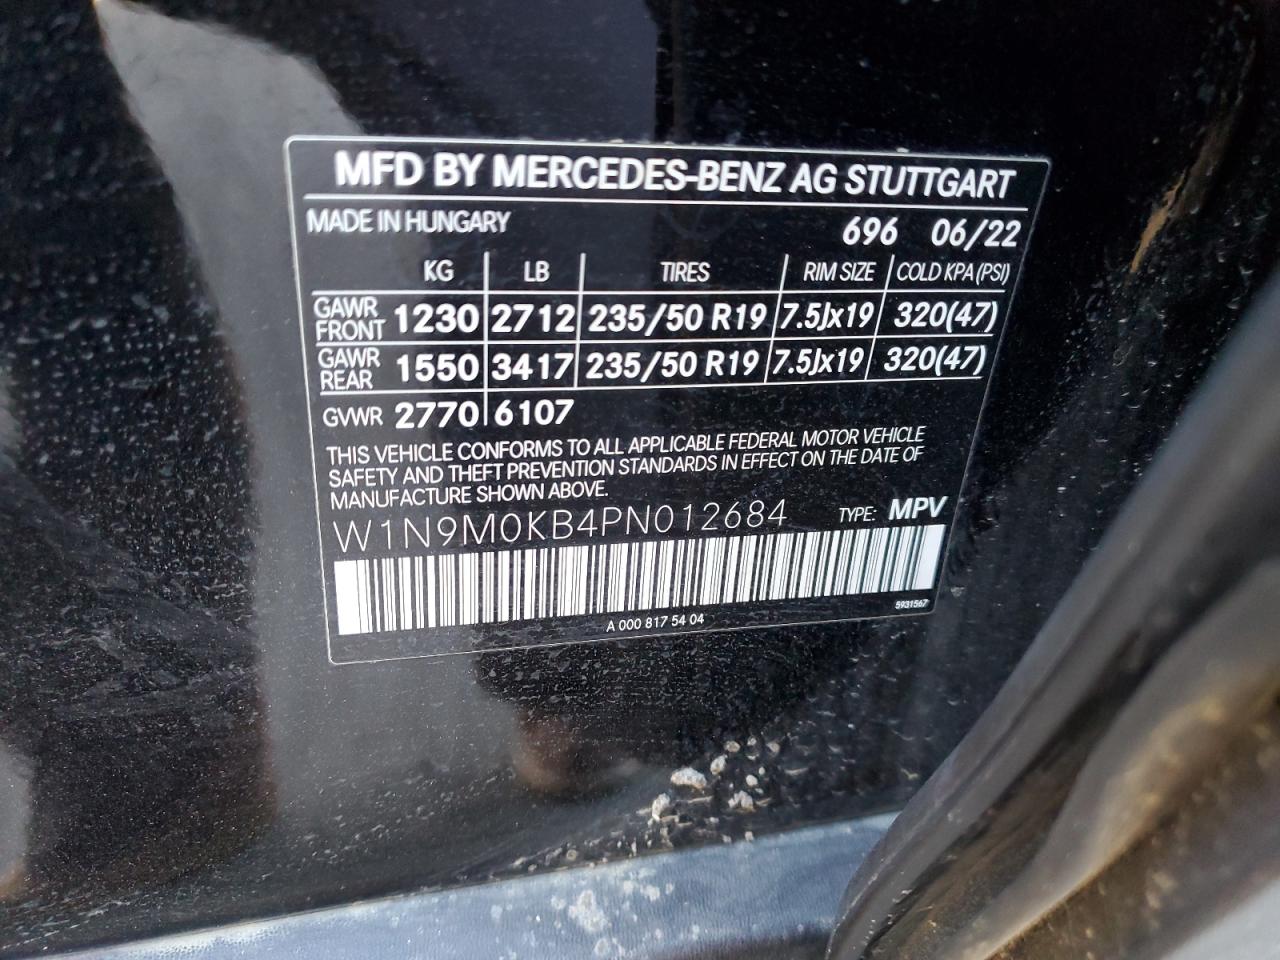 MFD BY MERCEDES-BENZ AG STUTTGART
MADE IN HUNGARY 696 06/22
KG LB TIRES RIM SIZE COLD KPA (PSI)
GAWR FRONT 1230 2712 235/50 R19 7.5Jx19 320(47)
GAWR REAR 1550 3417 235/50 R19 7.5Jx19 320(47)
GVWR 2770 6107
THIS VEHICLE CONFORMS TO ALL APPLICABLE FEDERAL MOTOR VEHICLE
SAFETY AND THEFT PREVENTION STANDARDS IN EFFECT ON THE DATE OF
MANUFACTURE SHOWN ABOVE.
W1N9M0KB4PN012684 TYPE: MPV
5931567
A 000 817 54 04